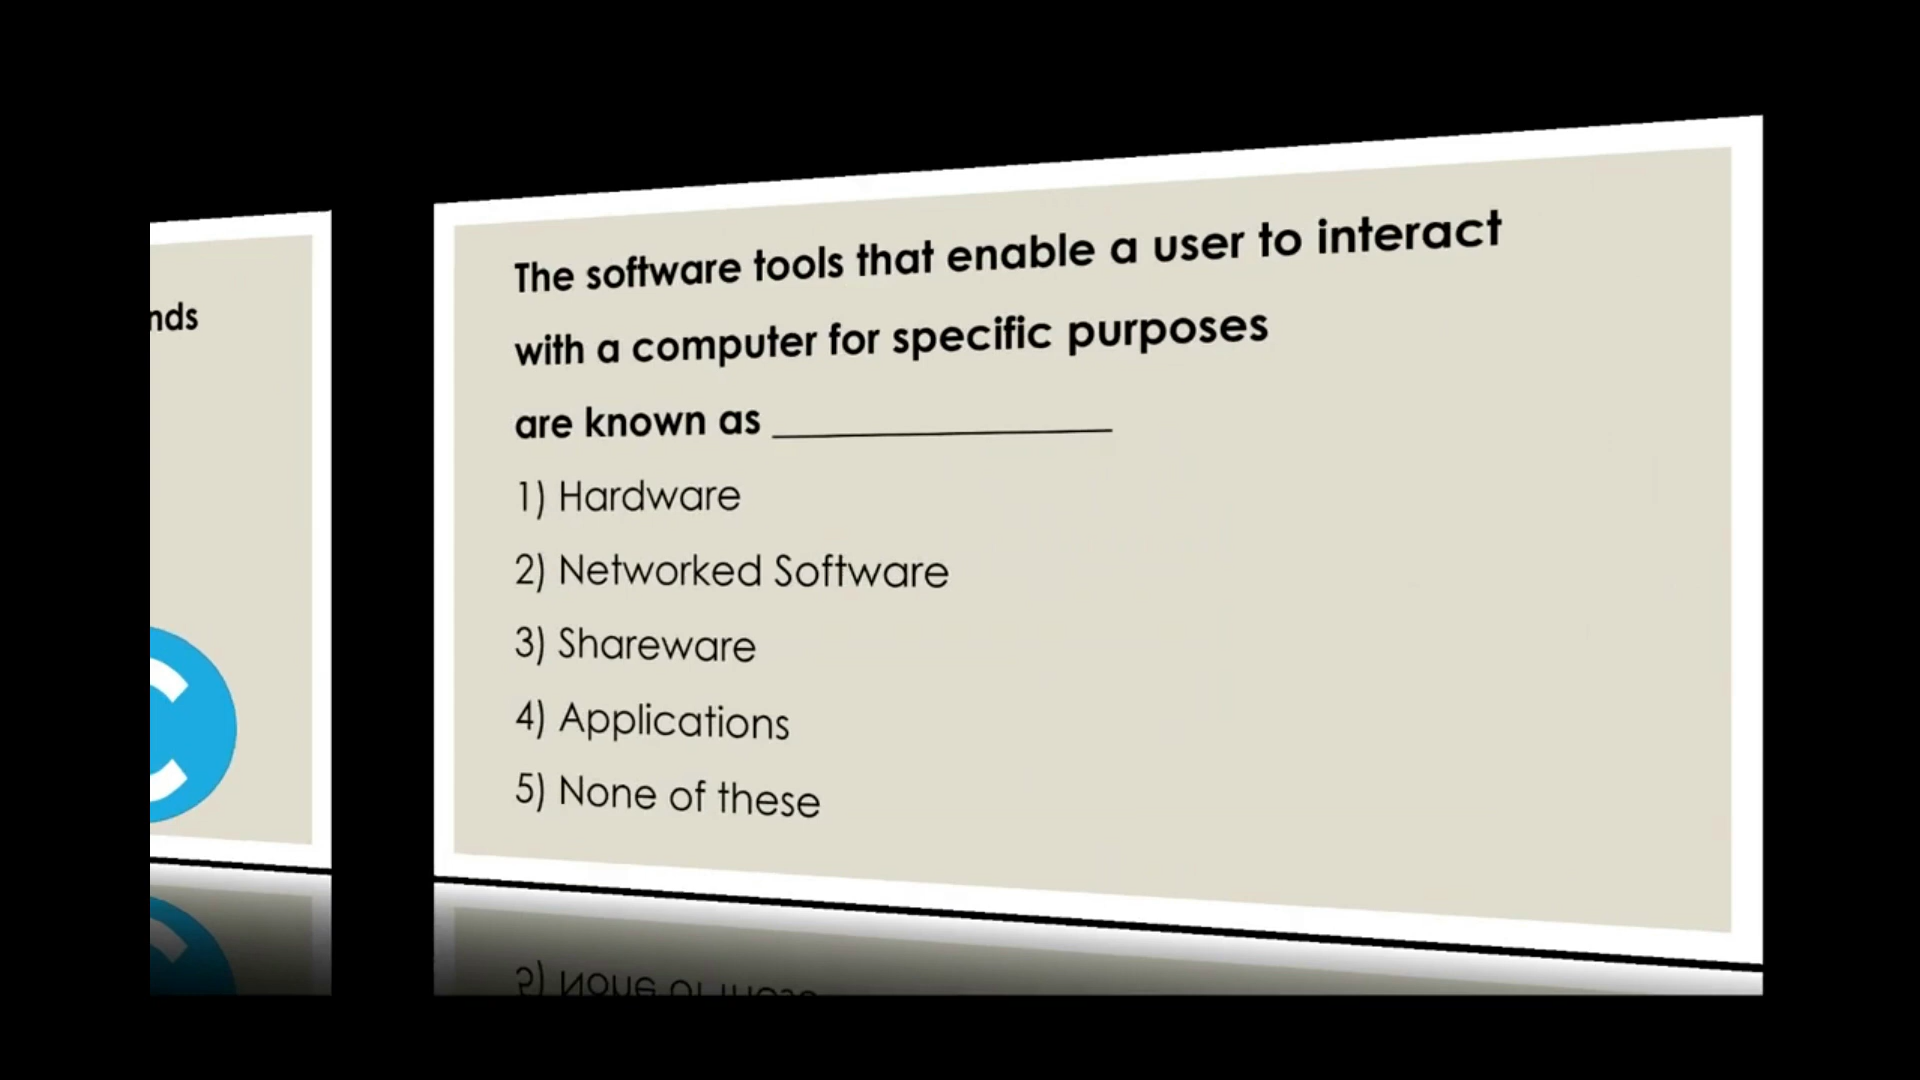 nds
C
The software tools that enable a user to interact
with a computer for specific purposes
are known as ________________
1) Hardware
2) Networked Software
3) Shareware
4) Applications
5) None of these